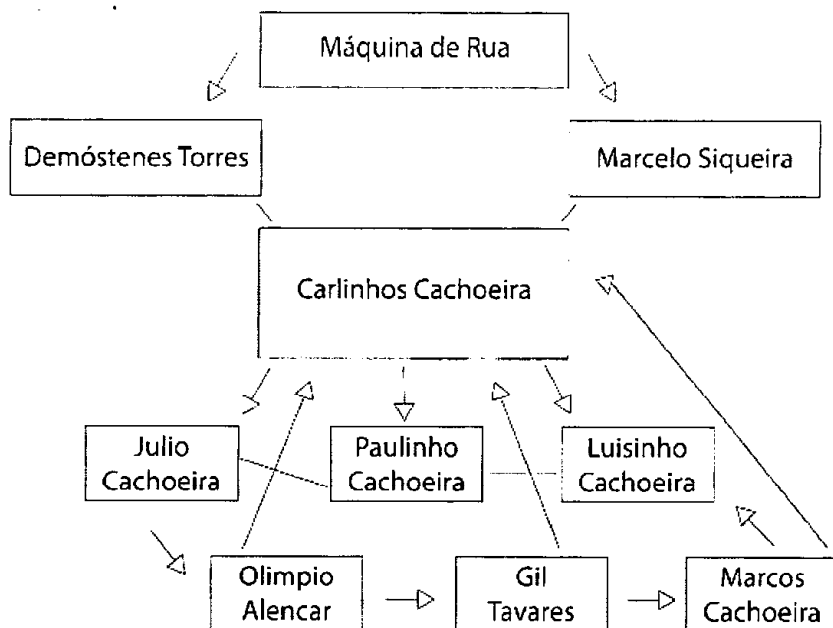 Máquina de Rua
Demóstenes Torres
Marcelo Siqueira
Carlinhos Cachoeira
Julio
Cachoeira
Paulinho
Cachoeira
Luisinho
Cachoeira
Olimpio
Alencar
Gil
Tavares
Marcos
Cachoeira